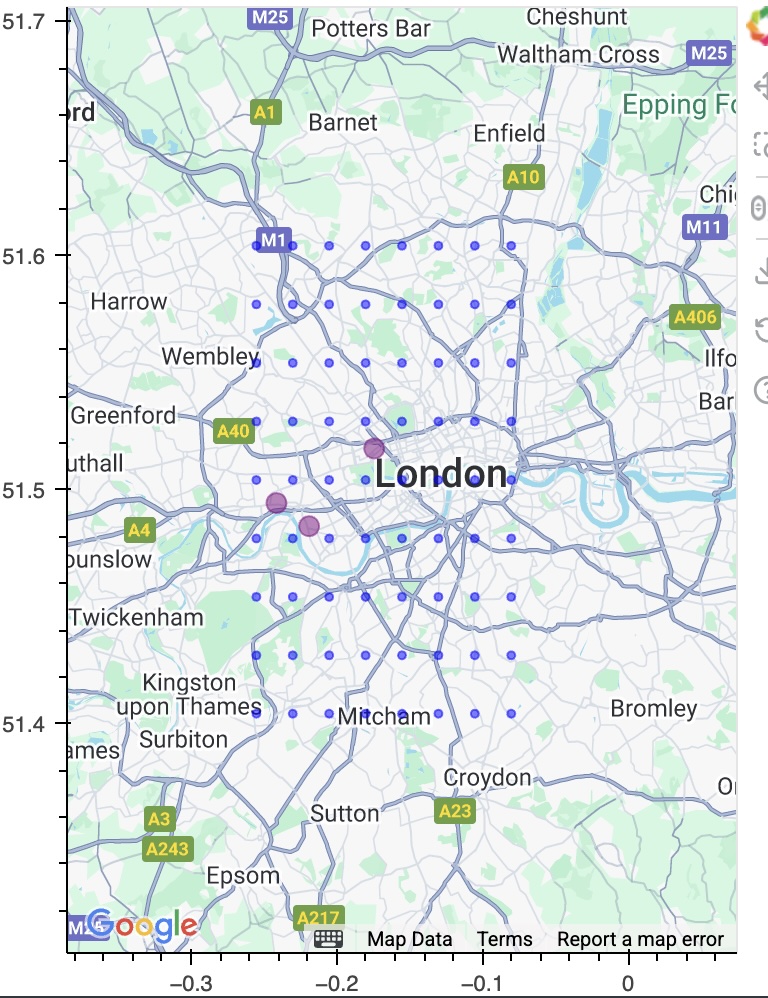 51.7
M25
Potters Bar
Cheshunt
Waltham Cross
M25
ord
A1
Barnet
Epping Fo
Enfield
A10
Chi
M1
M11
51.6
Harrow
A406
Wembley
Ilfo
Greenford
Bar
A40
uthall
London
51.5
A4
ounslow
Twickenham
Kingston
upon Thames
Bromley
51.4
Mitcham
Surbiton
ames
Croydon
A3
Sutton
A23
A243
Epsom
A217
Google
Map Data
Terms
Report a map error
−0.3
−0.2
−0.1
0